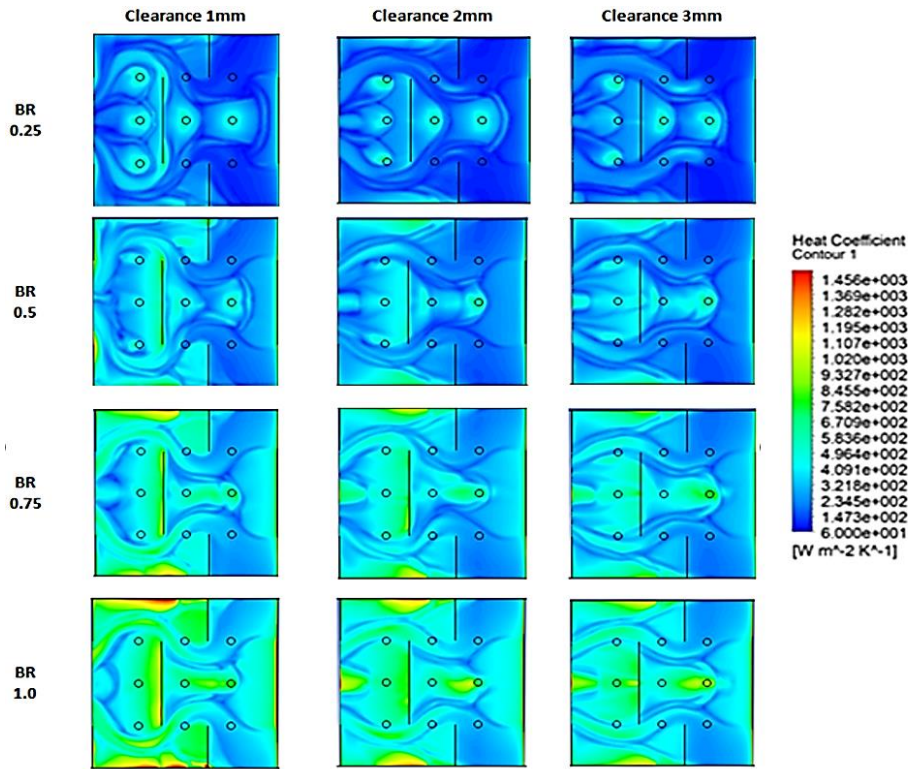 Clearance 1mm
Clearance 2mm
Clearance 3mm
BR
0.25
BR
0.5
BR
0.75
BR
1.0
Heat Coefficient
Contour 1
1.456e+003
1.369e+003
1.282e+003
1.195e+003
1.107e+003
1.020e+003
9.327e+002
8.455e+002
7.582e+002
6.709e+002
5.836e+002
4.964e+002
4.091e+002
3.218e+002
2.345e+002
1.473e+002
6.000e+001
[W m^-2 K^-1]